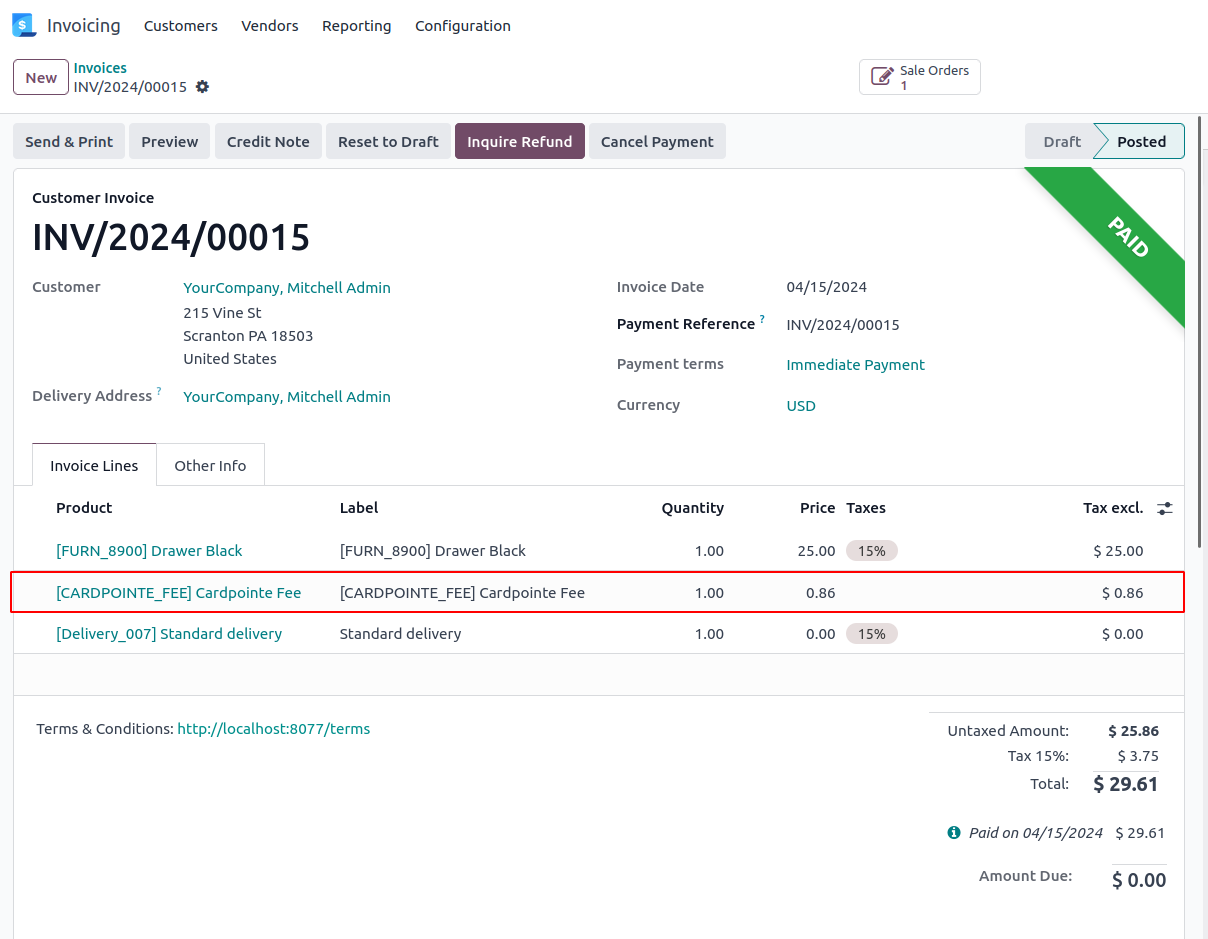 Invoicing Customers Vendors Reporting Configuration
New
Invoices
INV/2024/00015
Sale Orders
1
Send & Print Preview Credit Note Reset to Draft Inquire Refund Cancel Payment Draft Posted
PAID
Customer Invoice
INV/2024/00015
Customer
YourCompany, Mitchell Admin
215 Vine St
Scranton PA 18503
United States
Delivery Address ?
YourCompany, Mitchell Admin
Invoice Date 04/15/2024
Payment Reference ? INV/2024/00015
Payment terms Immediate Payment
Currency USD
Invoice Lines Other Info
Product Label Quantity Price Taxes Tax excl.
[FURN_8900] Drawer Black [FURN_8900] Drawer Black 1.00 25.00 15% $ 25.00
[CARDPOINTE_FEE] Cardpointe Fee [CARDPOINTE_FEE] Cardpointe Fee 1.00 0.86 $ 0.86
[Delivery_007] Standard delivery Standard delivery 1.00 0.00 15% $ 0.00
Terms & Conditions: http://localhost:8077/terms
Untaxed Amount: $ 25.86
Tax 15%: $ 3.75
Total: $ 29.61
Paid on 04/15/2024 $ 29.61
Amount Due: $ 0.00